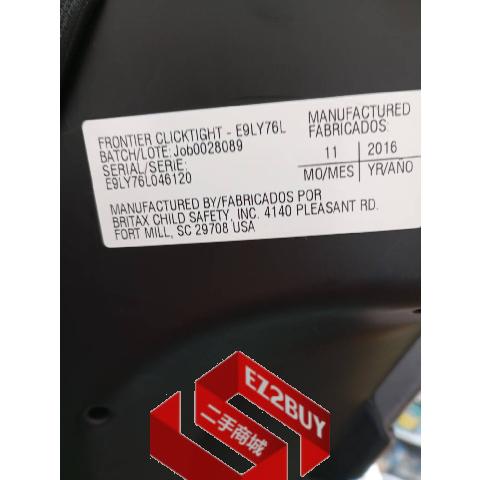 FRONTIER CLICKTIGHT - E9LY76L
BATCH/LOTE: Job0028089
SERIAL/SERIE:
E9LY76L046120
MANUFACTURED
FABRICADOS:
11 2016
MO/MES YR/AÑO
MANUFACTURED BY/FABRICADOS POR
BRITAX CHILD SAFETY, INC. 4140 PLEASANT RD.
FORT MILL, SC 29708 USA
EZ2BUY
二手商城